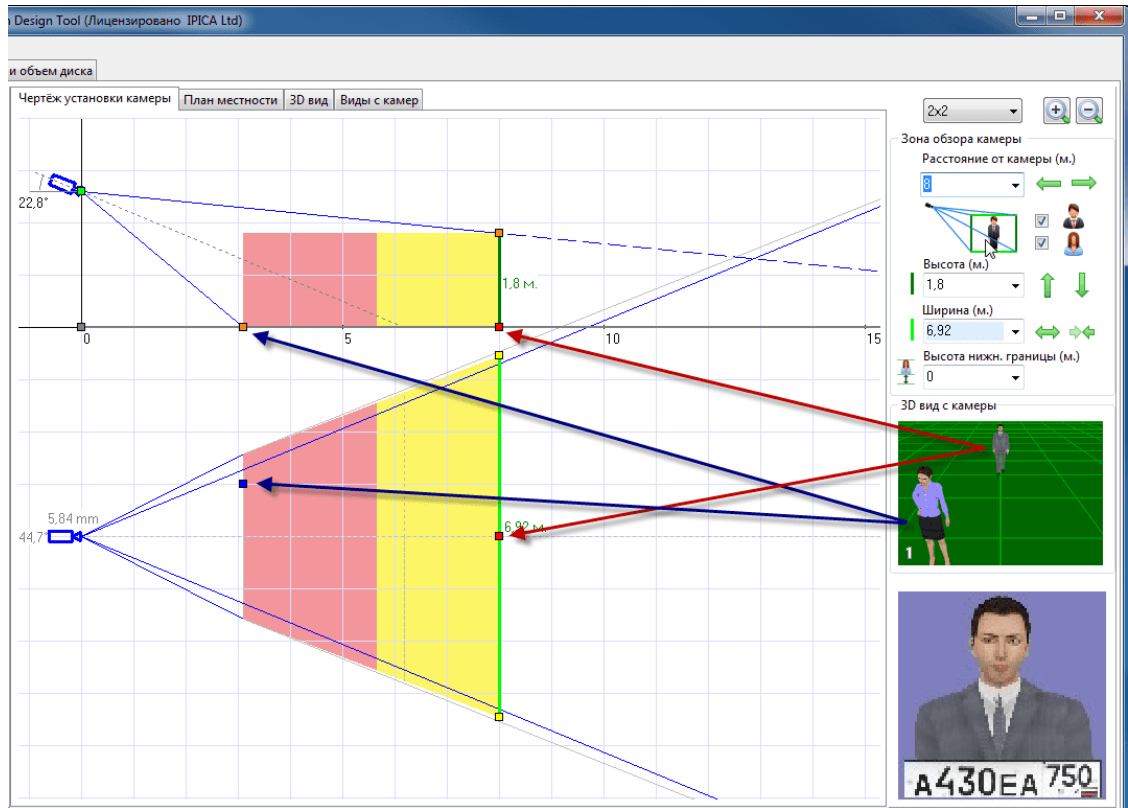 n Design Tool (Лицензировано IPICA Ltd)
и объем диска
Чертёж установки камеры
План местности
3D вид
Виды с камер
2x2
Зона обзора камеры
Расстояние от камеры (м.)
8
Высота (м.)
1,8
Ширина (м.)
6,92
Высота нижн. границы (м.)
0
22,8°
1,8 м.
0
5
10
15
5,84 mm
44,7°
6,92 м.
3D вид с камеры
1
А430ЕА 750